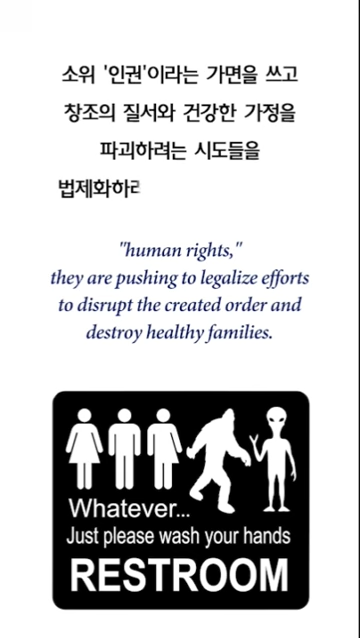 소위 '인권'이라는 가면을 쓰고
창조의 질서와 건강한 가정을
파괴하려는 시도들을
법제화하려
"human rights,"
they are pushing to legalize efforts
to disrupt the created order and
destroy healthy families.
Whatever...
Just please wash your hands
RESTROOM